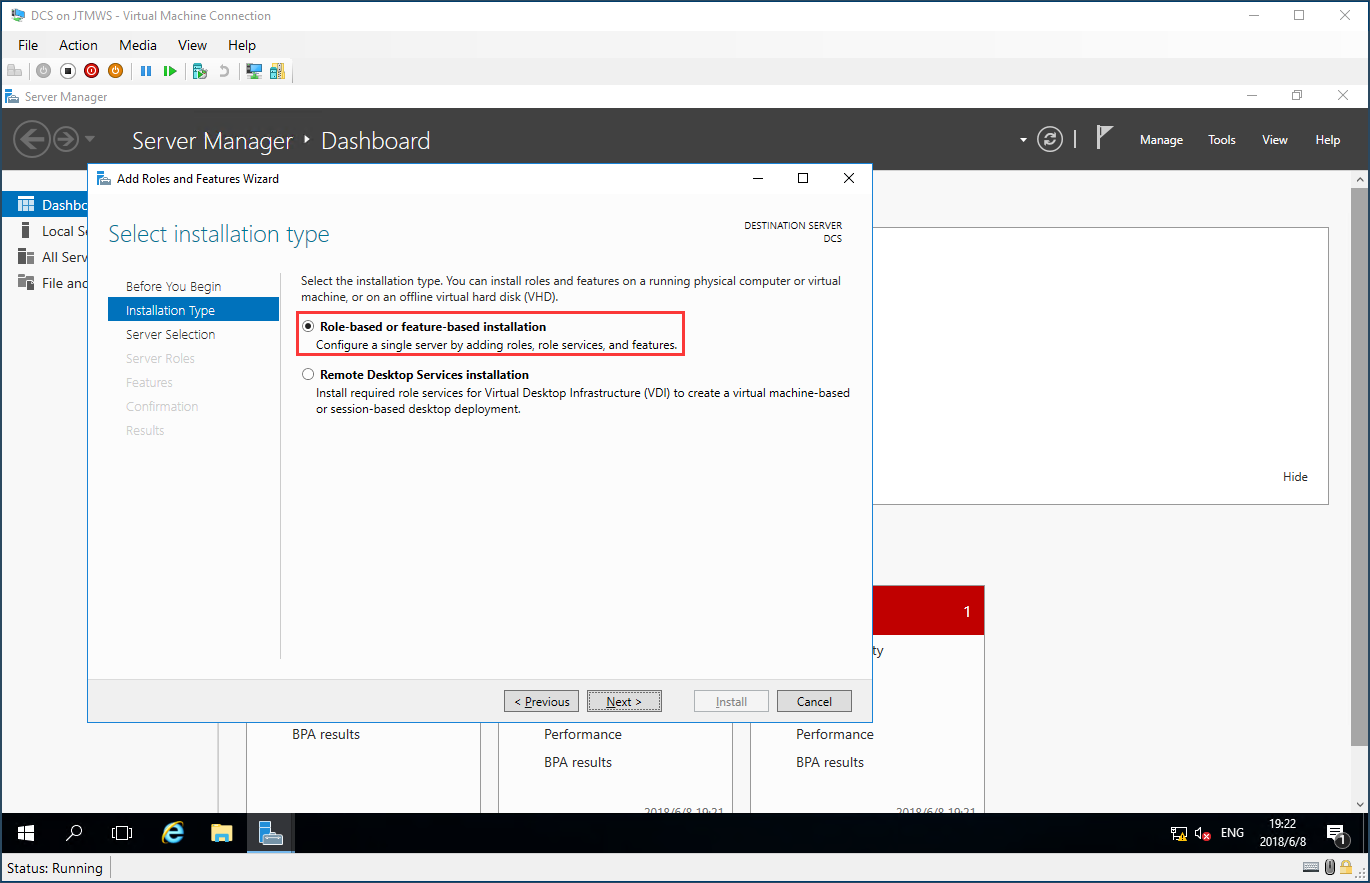 DCS on JTMWS - Virtual Machine Connection
File Action Media View Help
Server Manager
Server Manager Dashboard
Manage Tools View Help
Add Roles and Features Wizard
Select installation type
DESTINATION SERVER
DCS
Dashbo
Local Se
All Serv
File and
Before You Begin
Installation Type
Server Selection
Server Roles
Features
Confirmation
Results
Select the installation type. You can install roles and features on a running physical computer or virtual
machine, or on an offline virtual hard disk (VHD).
Role-based or feature-based installation
Configure a single server by adding roles, role services, and features.
Remote Desktop Services installation
Install required role services for Virtual Desktop Infrastructure (VDI) to create a virtual machine-based
or session-based desktop deployment.
Hide
1
ty
< Previous Next > Install Cancel
BPA results
Performance
BPA results
2018/6/8 19:21
Performance
BPA results
2018/6/8 19:21
ENG
19:22
2018/6/8
1
Status: Running